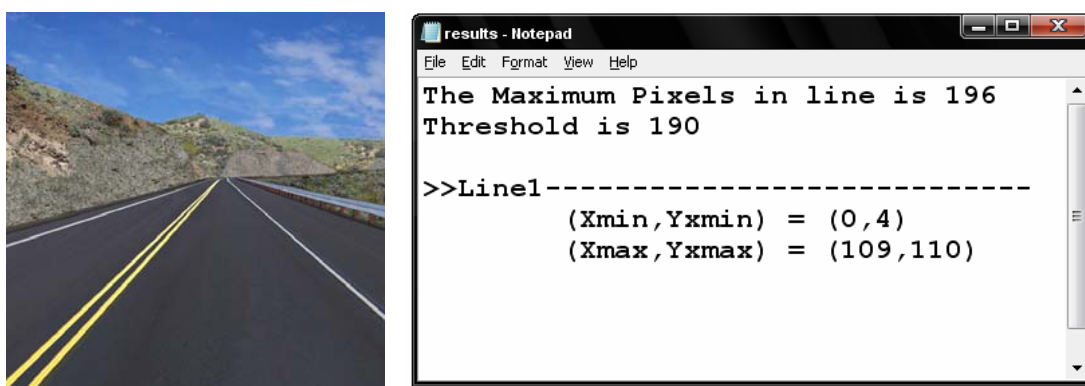 results - Notepad
File Edit Format View Help
The Maximum Pixels in line is 196
Threshold is 190
>>Line1----------------------------
(Xmin,Yxmin) = (0,4)
(Xmax,Yxmax) = (109,110)